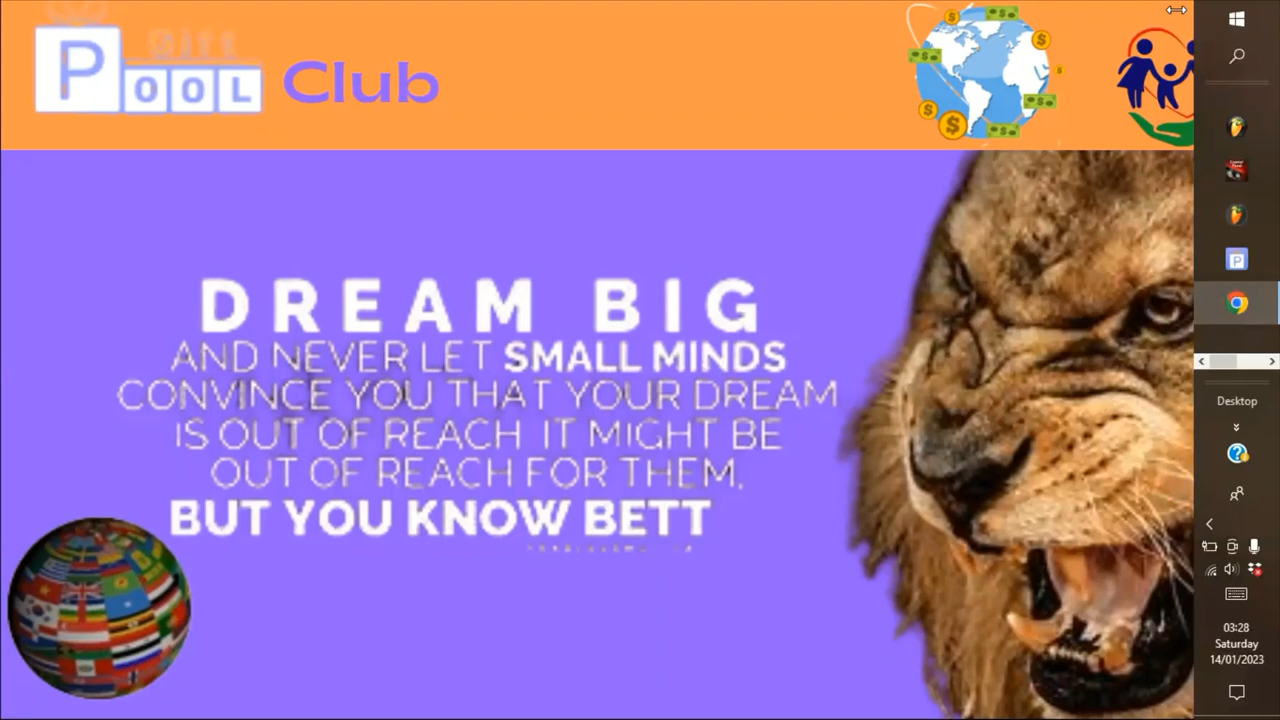 Gift
POOL Club
DREAM BIG
AND NEVER LET SMALL MINDS
CONVINCE YOU THAT YOUR DREAM
IS OUT OF REACH IT MIGHT BE
OUT OF REACH FOR THEM,
BUT YOU KNOW BETT
Desktop
03:28
Saturday
14/01/2023